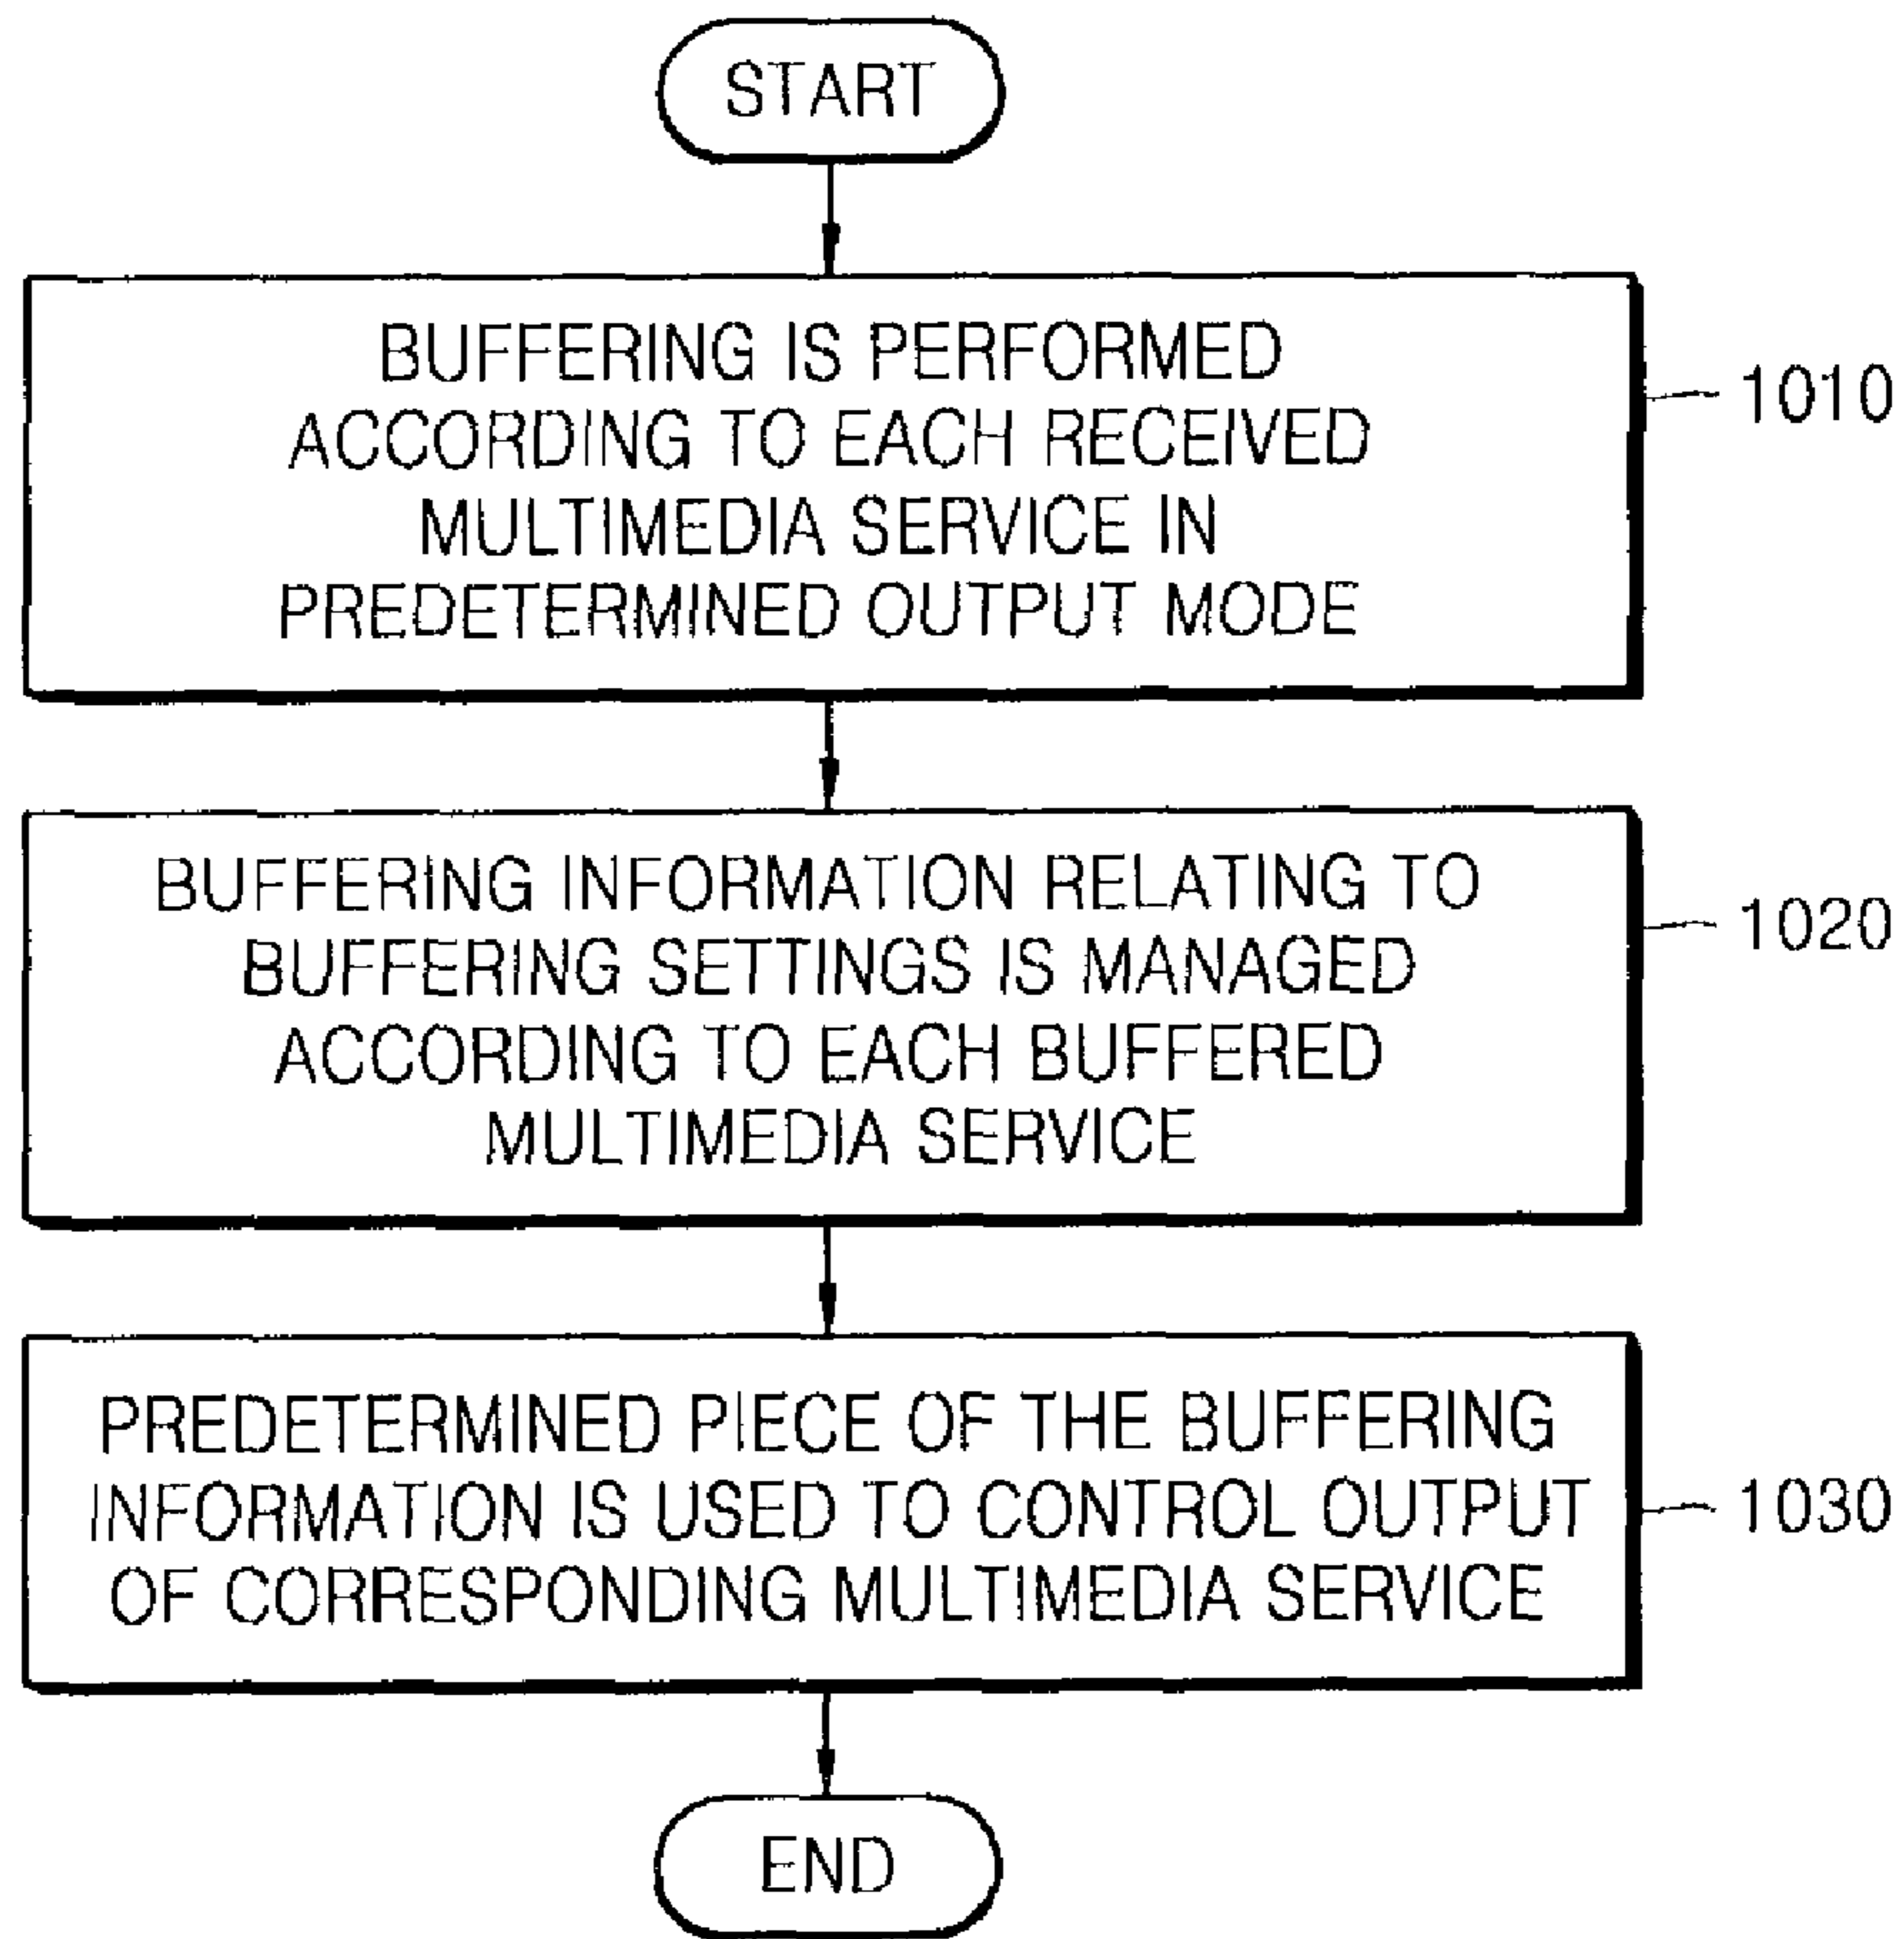 START
BUFFERING IS PERFORMED
ACCORDING TO EACH RECEIVED
MULTIMEDIA SERVICE IN
PREDETERMINED OUTPUT MODE
1010
BUFFERING INFORMATION RELATING TO
BUFFERING SETTINGS IS MANAGED
ACCORDING TO EACH BUFFERED
MULTIMEDIA SERVICE
1020
PREDETERMINED PIECE OF THE BUFFERING
INFORMATION IS USED TO CONTROL OUTPUT
OF CORRESPONDING MULTIMEDIA SERVICE
1030
END